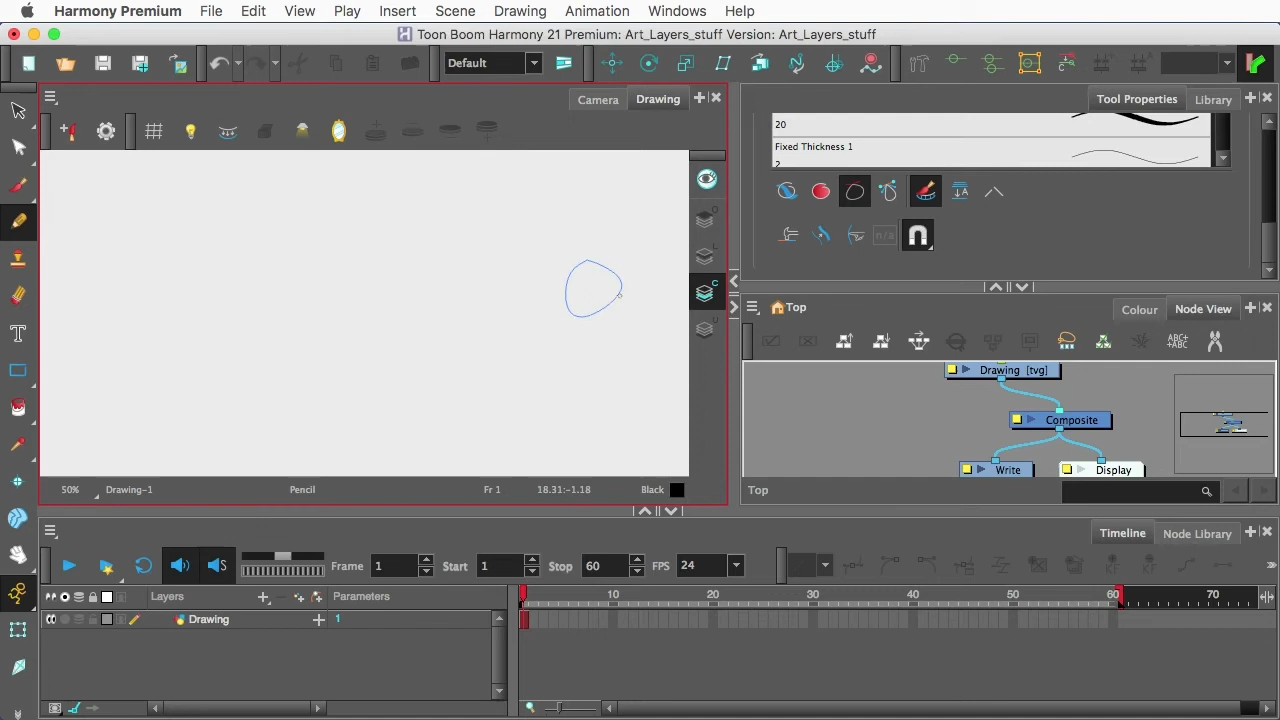 Harmony Premium File Edit View Play Insert Scene Drawing Animation Windows Help
Toon Boom Harmony 21 Premium: Art_Layers_stuff Version: Art_Layers_stuff
Default
Camera Drawing
Tool Properties Library
20
Fixed Thickness 1
2
n/a
O
L
C
U
Top
Colour Node View
ABC+
ABC-
Drawing [tvg]
Composite
Write Display
50% Drawing-1 Pencil Fr 1 18.31:-1.18 Black
Top
Timeline Node Library
Frame 1 Start 1 Stop 60 FPS 24
Layers Parameters
10 20 30 40 50 60 70
Drawing 1